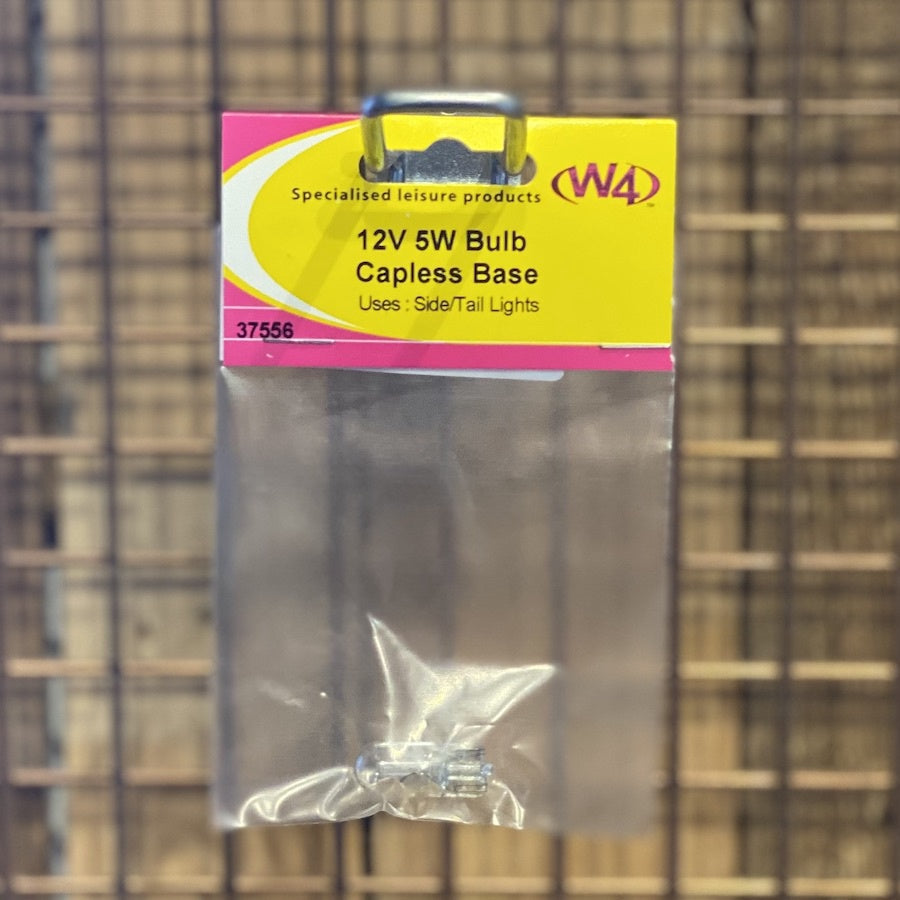 Specialised leisure products
W4
12V 5W Bulb
Capless Base
Uses : Side/Tail Lights
37556